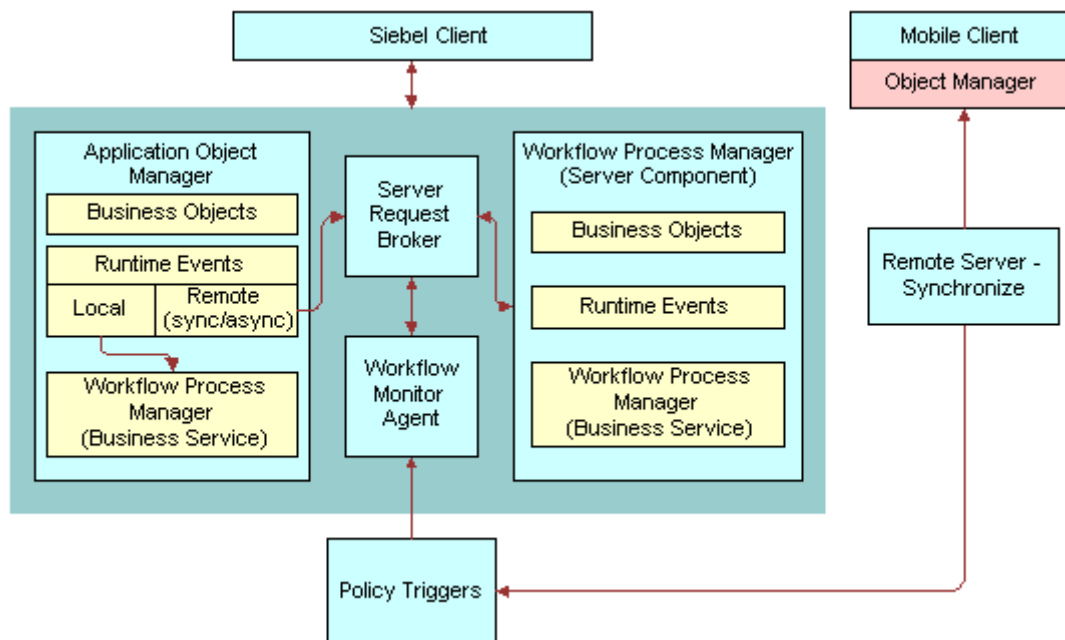 Siebel Client
Mobile Client
Object Manager
Application Object
Manager
Business Objects
Runtime Events
Local
Remote
(sync/async)
Workflow Process
Manager
(Business Service)
Server
Request
Broker
Workflow
Monitor
Agent
Workflow Process Manager
(Server Component)
Business Objects
Runtime Events
Workflow Process
Manager
(Business Service)
Remote Server -
Synchronize
Policy Triggers